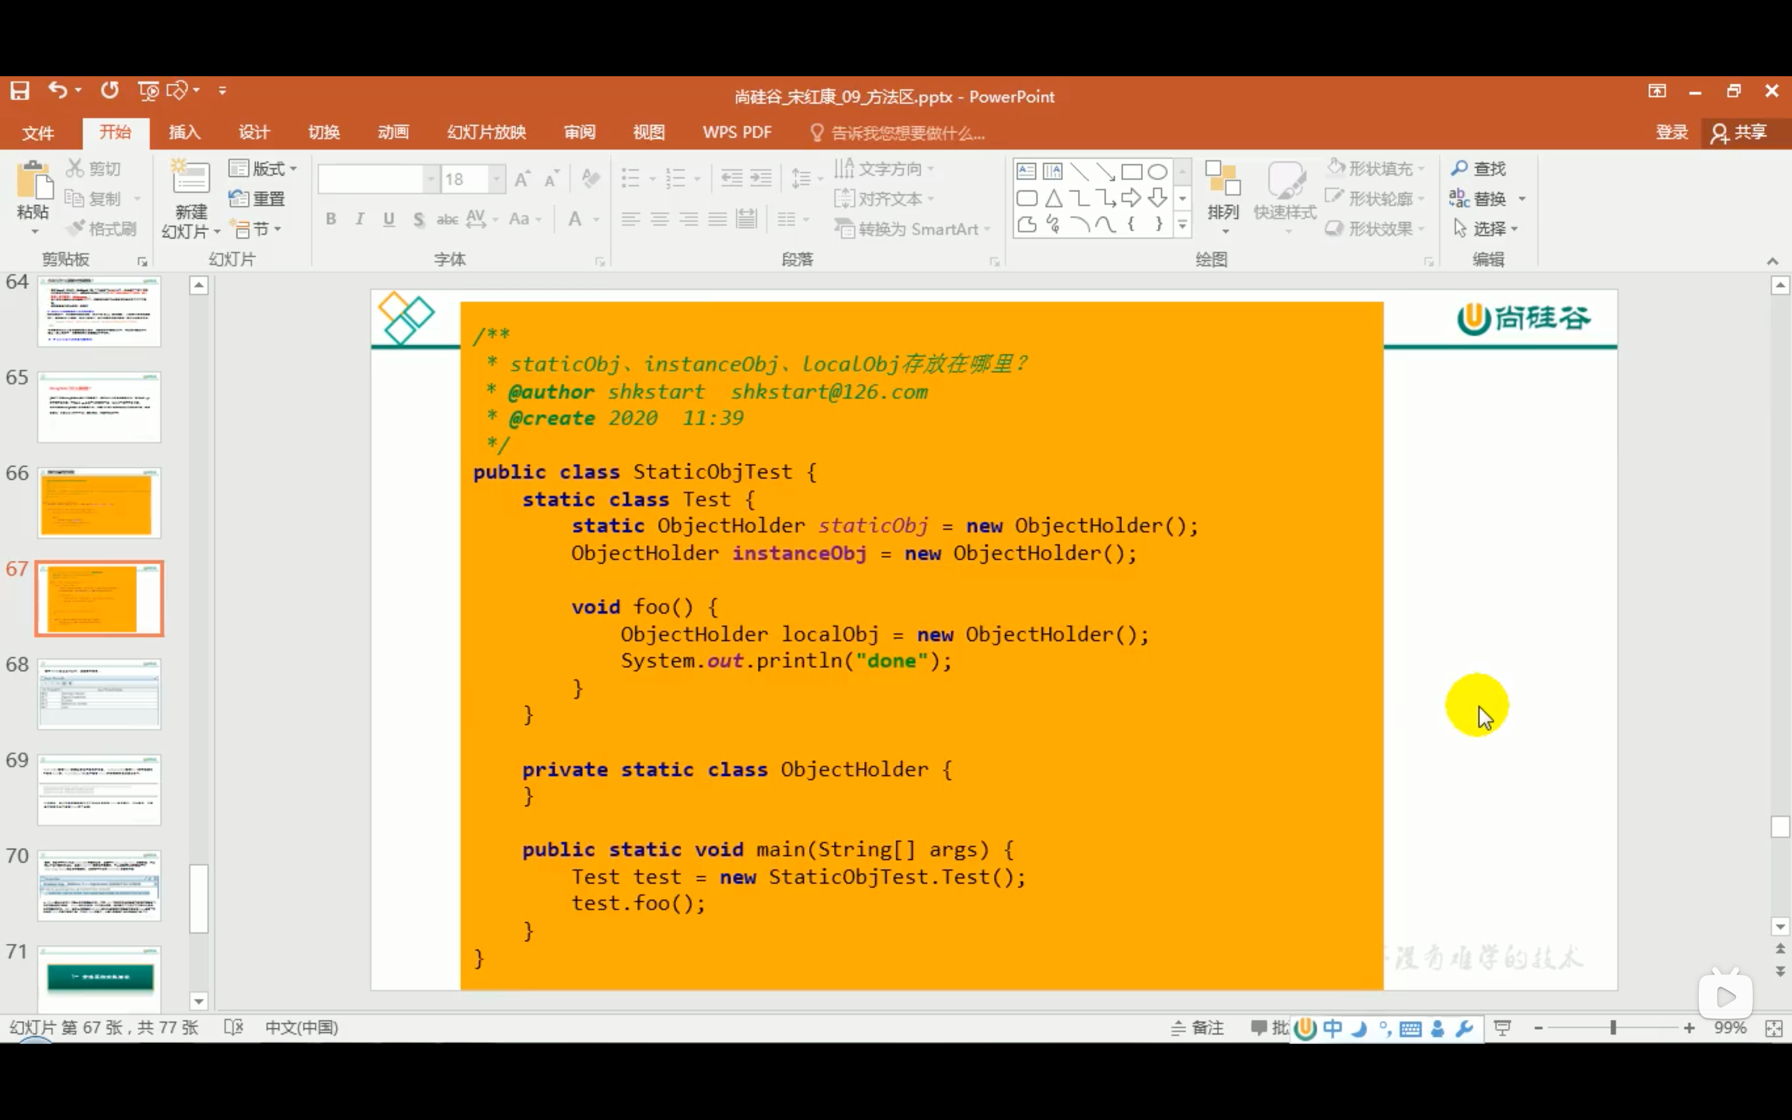 尚硅谷_宋红康_09_方法区.pptx - PowerPoint
文件 开始 插入 设计 切换 动画 幻灯片放映 审阅 视图 WPS PDF 告诉我您想要做什么... 登录 共享
粘贴 剪切 复制 格式刷
新建 幻灯片 版式 重置 节
18
B I U S abc AV Aa A
文字方向 对齐文本 转换为 SmartArt
排列 快速样式 形状填充 形状轮廓 形状效果
查找 替换 选择
剪贴板 幻灯片 字体 段落 绘图 编辑
64
65
66
67
68
69
70
71
尚硅谷
/**
 * staticObj、instanceObj、localObj存放在哪里？
 * @author shkstart  shkstart@126.com
 * @create 2020  11:39
 */
public class StaticObjTest {
    static class Test {
        static ObjectHolder staticObj = new ObjectHolder();
        ObjectHolder instanceObj = new ObjectHolder();
        void foo() {
            ObjectHolder localObj = new ObjectHolder();
            System.out.println("done");
        }
    }
    private static class ObjectHolder {
    }
    public static void main(String[] args) {
        Test test = new StaticObjTest.Test();
        test.foo();
    }
}
没有难学的技术
幻灯片 第 67 张，共 77 张 中文(中国) 备注 批 中 99%